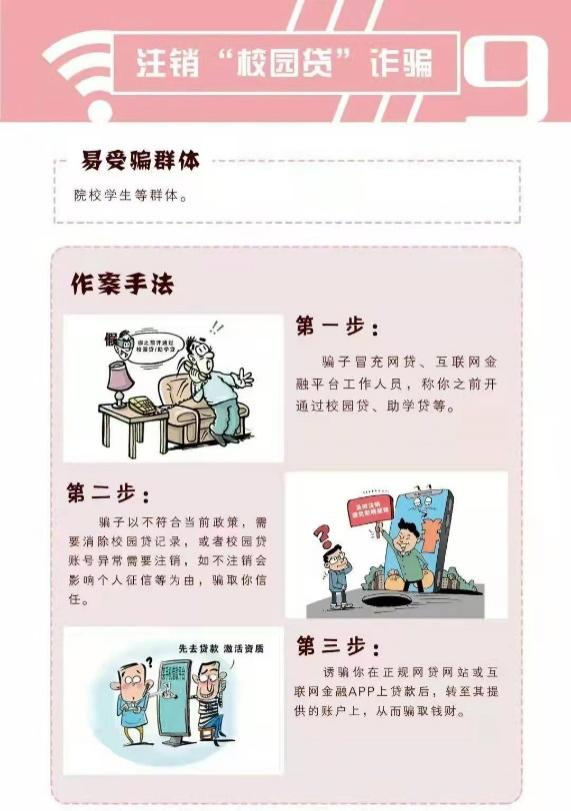 注销“校园贷”诈骗
9
易受骗群体
院校学生等群体。
作案手法
假
你之前开通过
校园贷/助学贷
!!
第一步：
骗子冒充网贷、互联网金
融平台工作人员，称你之前开
通过校园贷、助学贷等。
第二步：
骗子以不符合当前政策，需
要消除校园贷记录，或者校园贷
账号异常需要注销，如不注销会
影响个人征信等为由，骗取你信
任。
?
先去贷款 激活资质
?
第三步：
诱骗你在正规网贷网站或互
联网金融APP上贷款后，转至其提
供的账户上，从而骗取钱财。